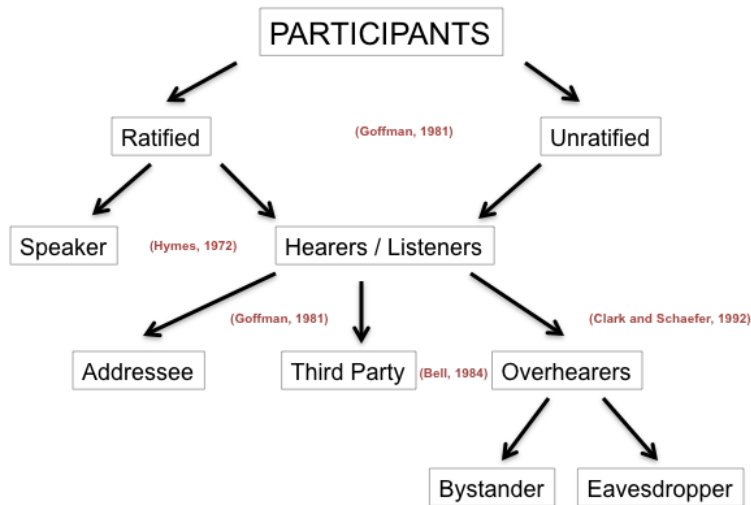 PARTICIPANTS
Ratified
(Goffman, 1981)
Unratified
Speaker
(Hymes, 1972)
Hearers / Listeners
(Goffman, 1981)
(Clark and Schaefer, 1992)
Addressee
Third Party
(Bell, 1984)
Overhearers
Bystander
Eavesdropper